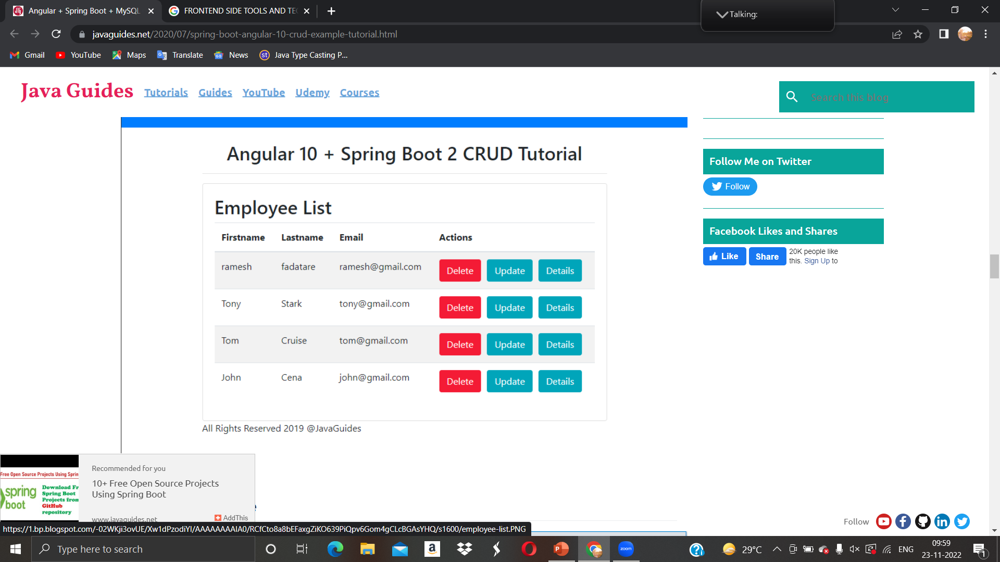 Angular + Spring Boot + MySQL
FRONTEND SIDE TOOLS AND TEC
Talking:
javaguides.net/2020/07/spring-boot-angular-10-crud-example-tutorial.html
Gmail YouTube Maps Translate News Java Type Casting P...
Java Guides Tutorials Guides YouTube Udemy Courses
Search this blog
Angular 10 + Spring Boot 2 CRUD Tutorial
Follow Me on Twitter
Follow
Employee List
Facebook Likes and Shares
Like Share 20K people like
this. Sign Up to
Firstname Lastname Email Actions
ramesh fadatare ramesh@gmail.com Delete Update Details
Tony Stark tony@gmail.com Delete Update Details
Tom Cruise tom@gmail.com Delete Update Details
John Cena john@gmail.com Delete Update Details
All Rights Reserved 2019 @JavaGuides
Recommended for you
10+ Free Open Source Projects
Using Spring Boot
www.javaguides.net
AddThis
Free Open Source Projects Using Sprin
spring
boot
Download Fr
Spring Boot
Projects from
GitHub
repository
Follow
https://1.bp.blogspot.com/-02WKji3ovUE/Xw1dPzodiYI/AAAAAAAAIA0/RCfCto8a8bEFaxgZiKO639PiQpv6Gom4gCLcBGAsYHQ/s1600/employee-list.PNG
Type here to search
zoom
29°C
ENG
09:59
23-11-2022
1